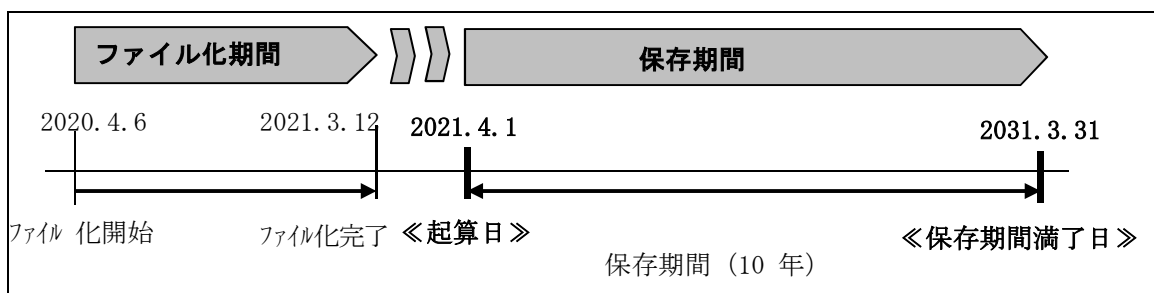 ファイル化期間 保存期間
2020.4.6 2021.3.12 2021.4.1 2031.3.31
ﾌｧｲﾙ 化開始 ﾌｧｲﾙ化完了 ≪起算日≫ ≪保存期間満了日≫
保存期間 (10 年)